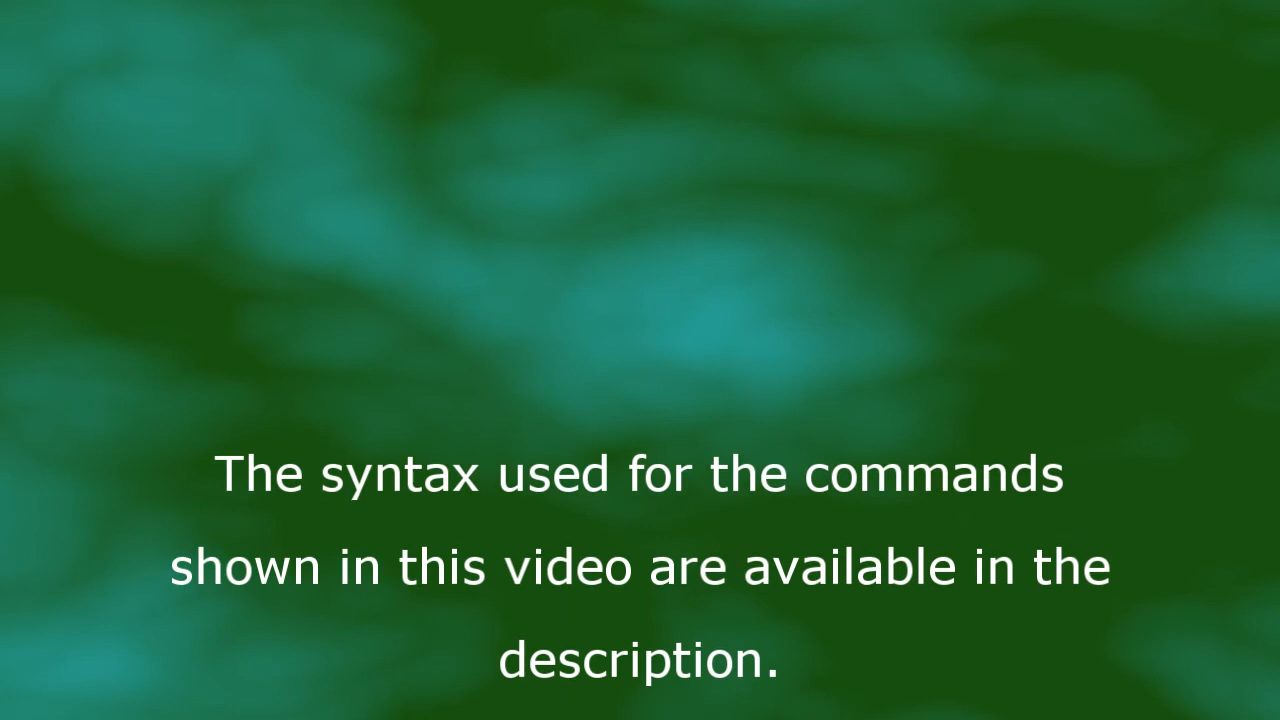 The syntax used for the commands
shown in this video are available in the
description.